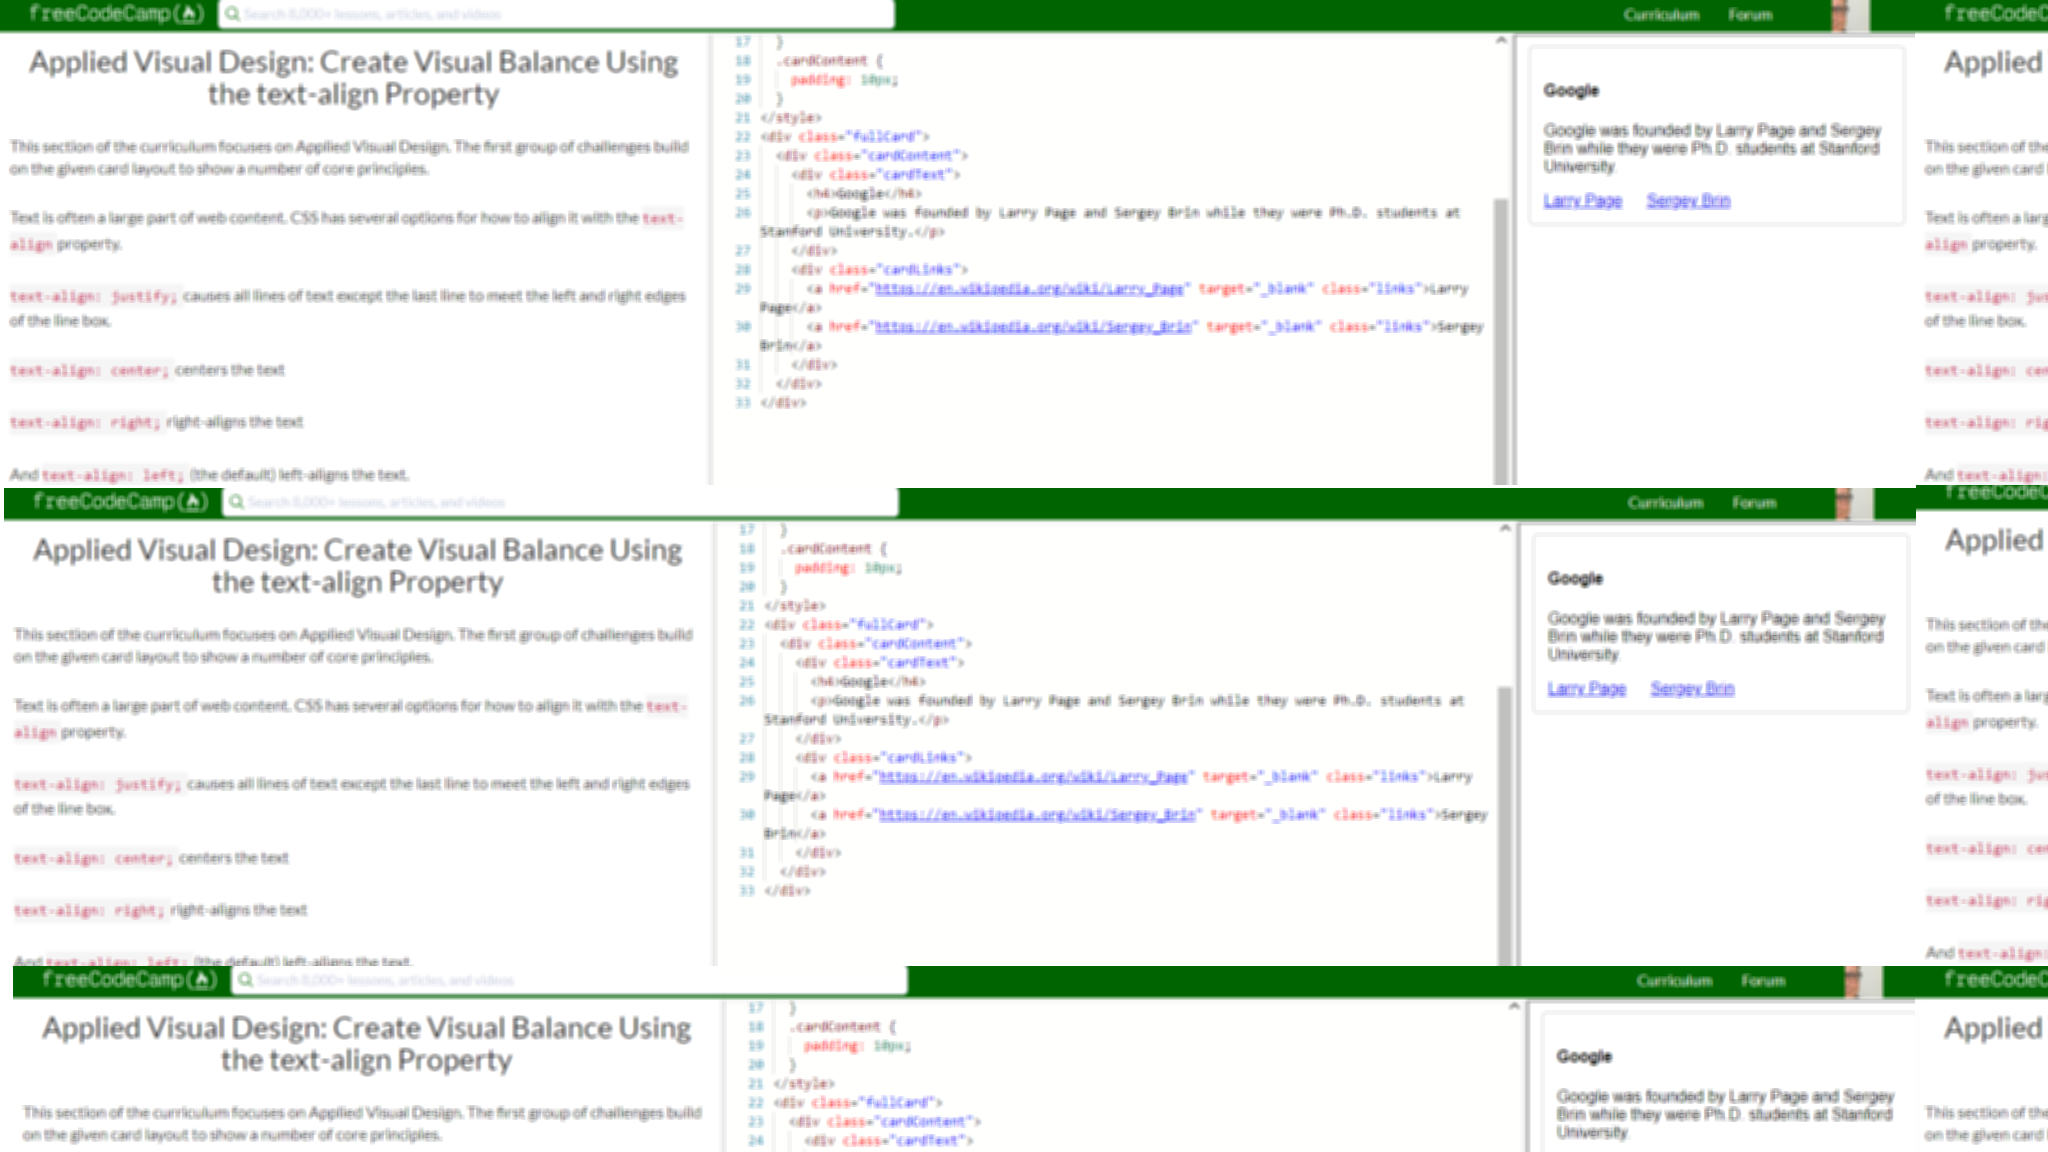 freeCodeCamp
Search 8,000+ lessons, articles, and videos
Curriculum
Forum
freeCodeC
Applied Visual Design: Create Visual Balance Using
the text-align Property
This section of the curriculum focuses on Applied Visual Design. The first group of challenges build
on the given card layout to show a number of core principles.
Text is often a large part of web content. CSS has several options for how to align it with the text-
align property.
text-align: justify; causes all lines of text except the last line to meet the left and right edges
of the line box.
text-align: center; centers the text
text-align: right; right-aligns the text
And text-align: left; (the default) left-aligns the text.
17 }
18 .cardContent {
19 padding: 10px;
20 }
21 </style>
22 <div class="fullCard">
23 <div class="cardContent">
24 <div class="cardText">
25 <h4>Google</h4>
26 <p>Google was founded by Larry Page and Sergey Brin while they were Ph.D. students at
Stanford University.</p>
27 </div>
28 <div class="cardLinks">
29 <a href="https://en.wikipedia.org/wiki/Larry_Page" target="_blank" class="links">Larry
Page</a>
30 <a href="https://en.wikipedia.org/wiki/Sergey_Brin" target="_blank" class="links">Sergey
Brin</a>
31 </div>
32 </div>
33 </div>
Google
Google was founded by Larry Page and Sergey
Brin while they were Ph.D. students at Stanford
University.
Larry Page Sergey Brin
Applied
This section of the
on the given card
Text is often a larg
align property.
text-align: jus
of the line box.
text-align: cen
text-align: rig
And text-align:
freeCodeCamp
Search 8,000+ lessons, articles, and videos
Curriculum
Forum
freeCodeC
Applied Visual Design: Create Visual Balance Using
the text-align Property
This section of the curriculum focuses on Applied Visual Design. The first group of challenges build
on the given card layout to show a number of core principles.
Text is often a large part of web content. CSS has several options for how to align it with the text-
align property.
text-align: justify; causes all lines of text except the last line to meet the left and right edges
of the line box.
text-align: center; centers the text
text-align: right; right-aligns the text
And text-align: left; (the default) left-aligns the text.
17 }
18 .cardContent {
19 padding: 10px;
20 }
21 </style>
22 <div class="fullCard">
23 <div class="cardContent">
24 <div class="cardText">
25 <h4>Google</h4>
26 <p>Google was founded by Larry Page and Sergey Brin while they were Ph.D. students at
Stanford University.</p>
27 </div>
28 <div class="cardLinks">
29 <a href="https://en.wikipedia.org/wiki/Larry_Page" target="_blank" class="links">Larry
Page</a>
30 <a href="https://en.wikipedia.org/wiki/Sergey_Brin" target="_blank" class="links">Sergey
Brin</a>
31 </div>
32 </div>
33 </div>
Google
Google was founded by Larry Page and Sergey
Brin while they were Ph.D. students at Stanford
University.
Larry Page Sergey Brin
Applied
This section of the
on the given card
Text is often a larg
align property.
text-align: jus
of the line box.
text-align: cen
text-align: rig
And text-align:
freeCodeCamp
Search 8,000+ lessons, articles, and videos
Curriculum
Forum
freeCodeC
Applied Visual Design: Create Visual Balance Using
the text-align Property
This section of the curriculum focuses on Applied Visual Design. The first group of challenges build
on the given card layout to show a number of core principles.
17 }
18 .cardContent {
19 padding: 10px;
20 }
21 </style>
22 <div class="fullCard">
23 <div class="cardContent">
24 <div class="cardText">
Google
Google was founded by Larry Page and Sergey
Brin while they were Ph.D. students at Stanford
University.
Applied
This section of the
on the given card